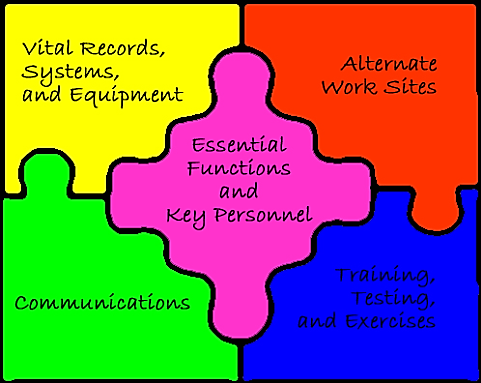 Vital Records,
Systems,
and Equipment
Alternate
Work Sites
Essential
Functions
and
Key Personnel
Communications
Training,
Testing,
and Exercises